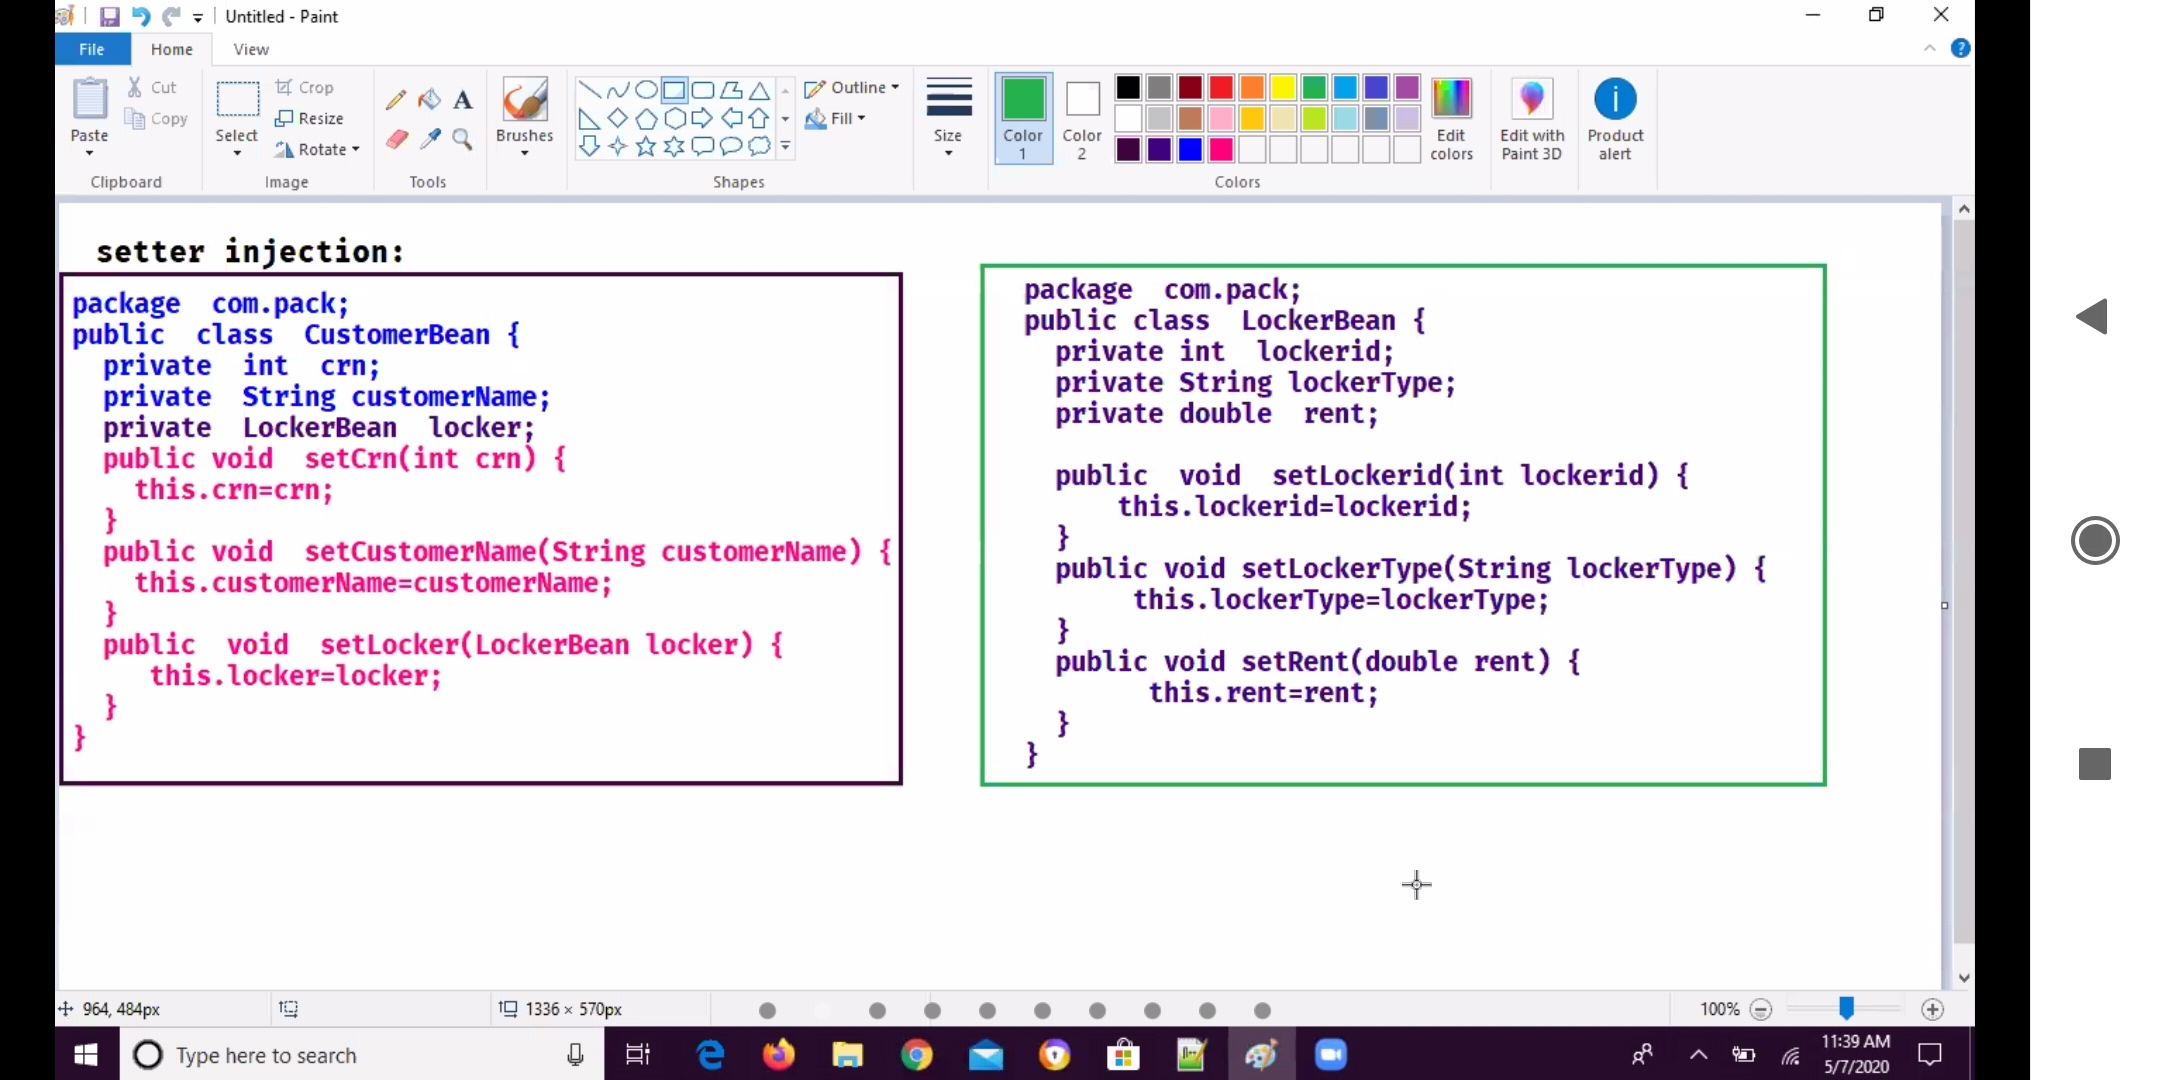 Untitled - Paint
File Home View
Paste
Cut
Copy
Clipboard
Select
Crop
Resize
Rotate
Image
Tools
Brushes
Shapes
Outline
Fill
Size
Color 1
Color 2
Colors
Edit colors
Edit with Paint 3D
Product alert
setter injection:
package com.pack;
public class CustomerBean {
private int crn;
private String customerName;
private LockerBean locker;
public void setCrn(int crn) {
this.crn=crn;
}
public void setCustomerName(String customerName) {
this.customerName=customerName;
}
public void setLocker(LockerBean locker) {
this.locker=locker;
}
}
package com.pack;
public class LockerBean {
private int lockerid;
private String lockerType;
private double rent;
public void setLockerid(int lockerid) {
this.lockerid=lockerid;
}
public void setLockerType(String lockerType) {
this.lockerType=lockerType;
}
public void setRent(double rent) {
this.rent=rent;
}
}
964, 484px
1336 × 570px
100%
Type here to search
11:39 AM
5/7/2020